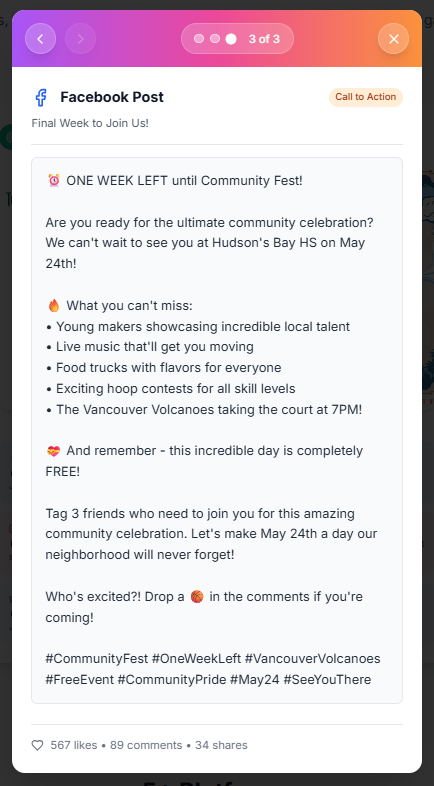 3 of 3
Facebook Post
Call to Action
Final Week to Join Us!
⏰ ONE WEEK LEFT until Community Fest!
Are you ready for the ultimate community celebration?
We can't wait to see you at Hudson's Bay HS on May
24th!
🔥 What you can't miss:
• Young makers showcasing incredible local talent
• Live music that'll get you moving
• Food trucks with flavors for everyone
• Exciting hoop contests for all skill levels
• The Vancouver Volcanoes taking the court at 7PM!
💝 And remember - this incredible day is completely
FREE!
Tag 3 friends who need to join you for this amazing
community celebration. Let's make May 24th a day our
neighborhood will never forget!
Who's excited?! Drop a 🏀 in the comments if you're
coming!
#CommunityFest #OneWeekLeft #VancouverVolcanoes
#FreeEvent #CommunityPride #May24 #SeeYouThere
567 likes • 89 comments • 34 shares